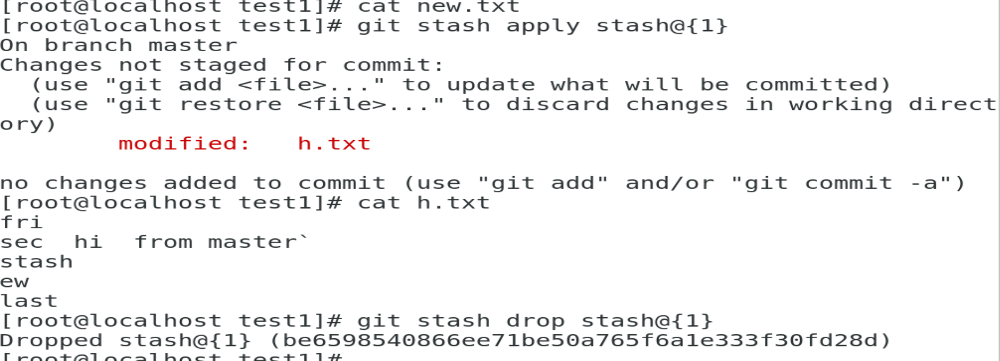 [root@localhost test1]# cat new.txt
[root@localhost test1]# git stash apply stash@{1}
On branch master
Changes not staged for commit:
  (use "git add <file>..." to update what will be committed)
  (use "git restore <file>..." to discard changes in working direct
ory)
        modified:   h.txt

no changes added to commit (use "git add" and/or "git commit -a")
[root@localhost test1]# cat h.txt
fri
sec  hi  from master`
stash
ew
last
[root@localhost test1]# git stash drop stash@{1}
Dropped stash@{1} (be6598540866ee71be50a765f6a1e333f30fd28d)
[root@localhost test1]#